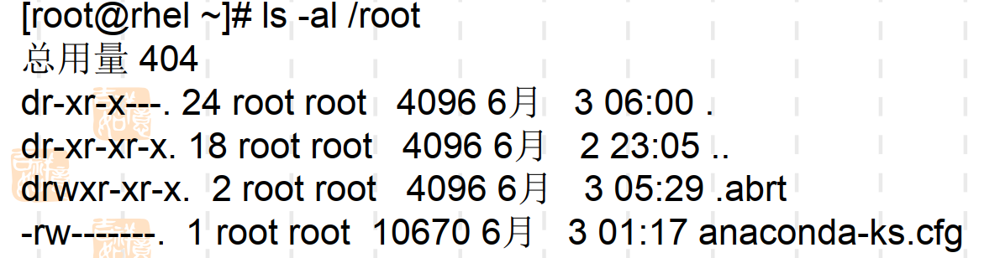 [root@rhel ~]# ls -al /root
总用量 404
dr-xr-x---. 24 root root 4096 6月 3 06:00 .
dr-xr-xr-x. 18 root root 4096 6月 2 23:05 ..
drwxr-xr-x. 2 root root 4096 6月 3 05:29 .abrt
-rw-------. 1 root root 10670 6月 3 01:17 anaconda-ks.cfg